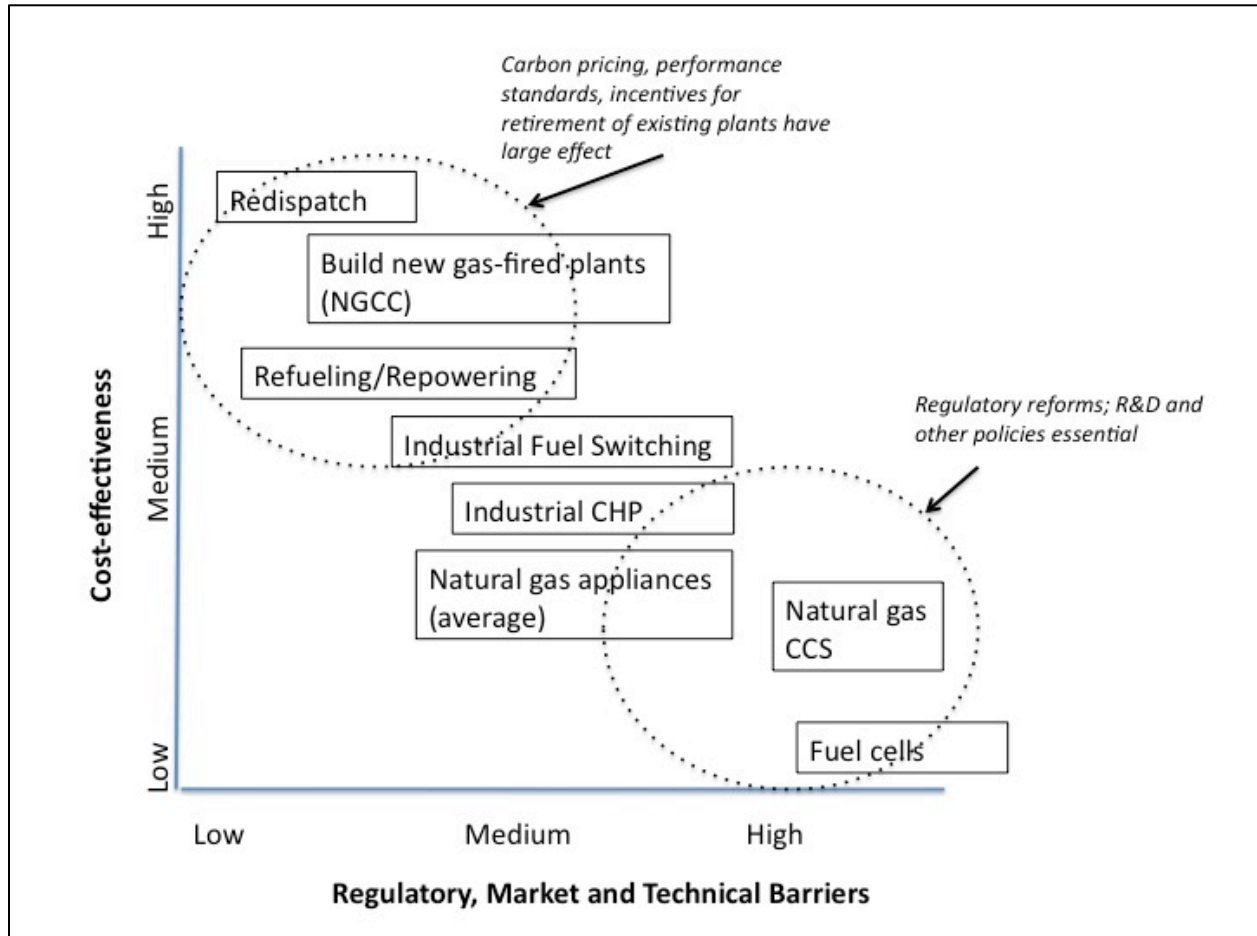 Carbon pricing, performance
standards, incentives for
retirement of existing plants have
large effect
High
Redispatch
Build new gas-fired plants
(NGCC)
Refueling/Repowering
Regulatory reforms; R&D and
other policies essential
Cost-effectiveness
Medium
Industrial Fuel Switching
Industrial CHP
Natural gas appliances
(average)
Natural gas
CCS
Low
Fuel cells
Low
Medium
High
Regulatory, Market and Technical Barriers